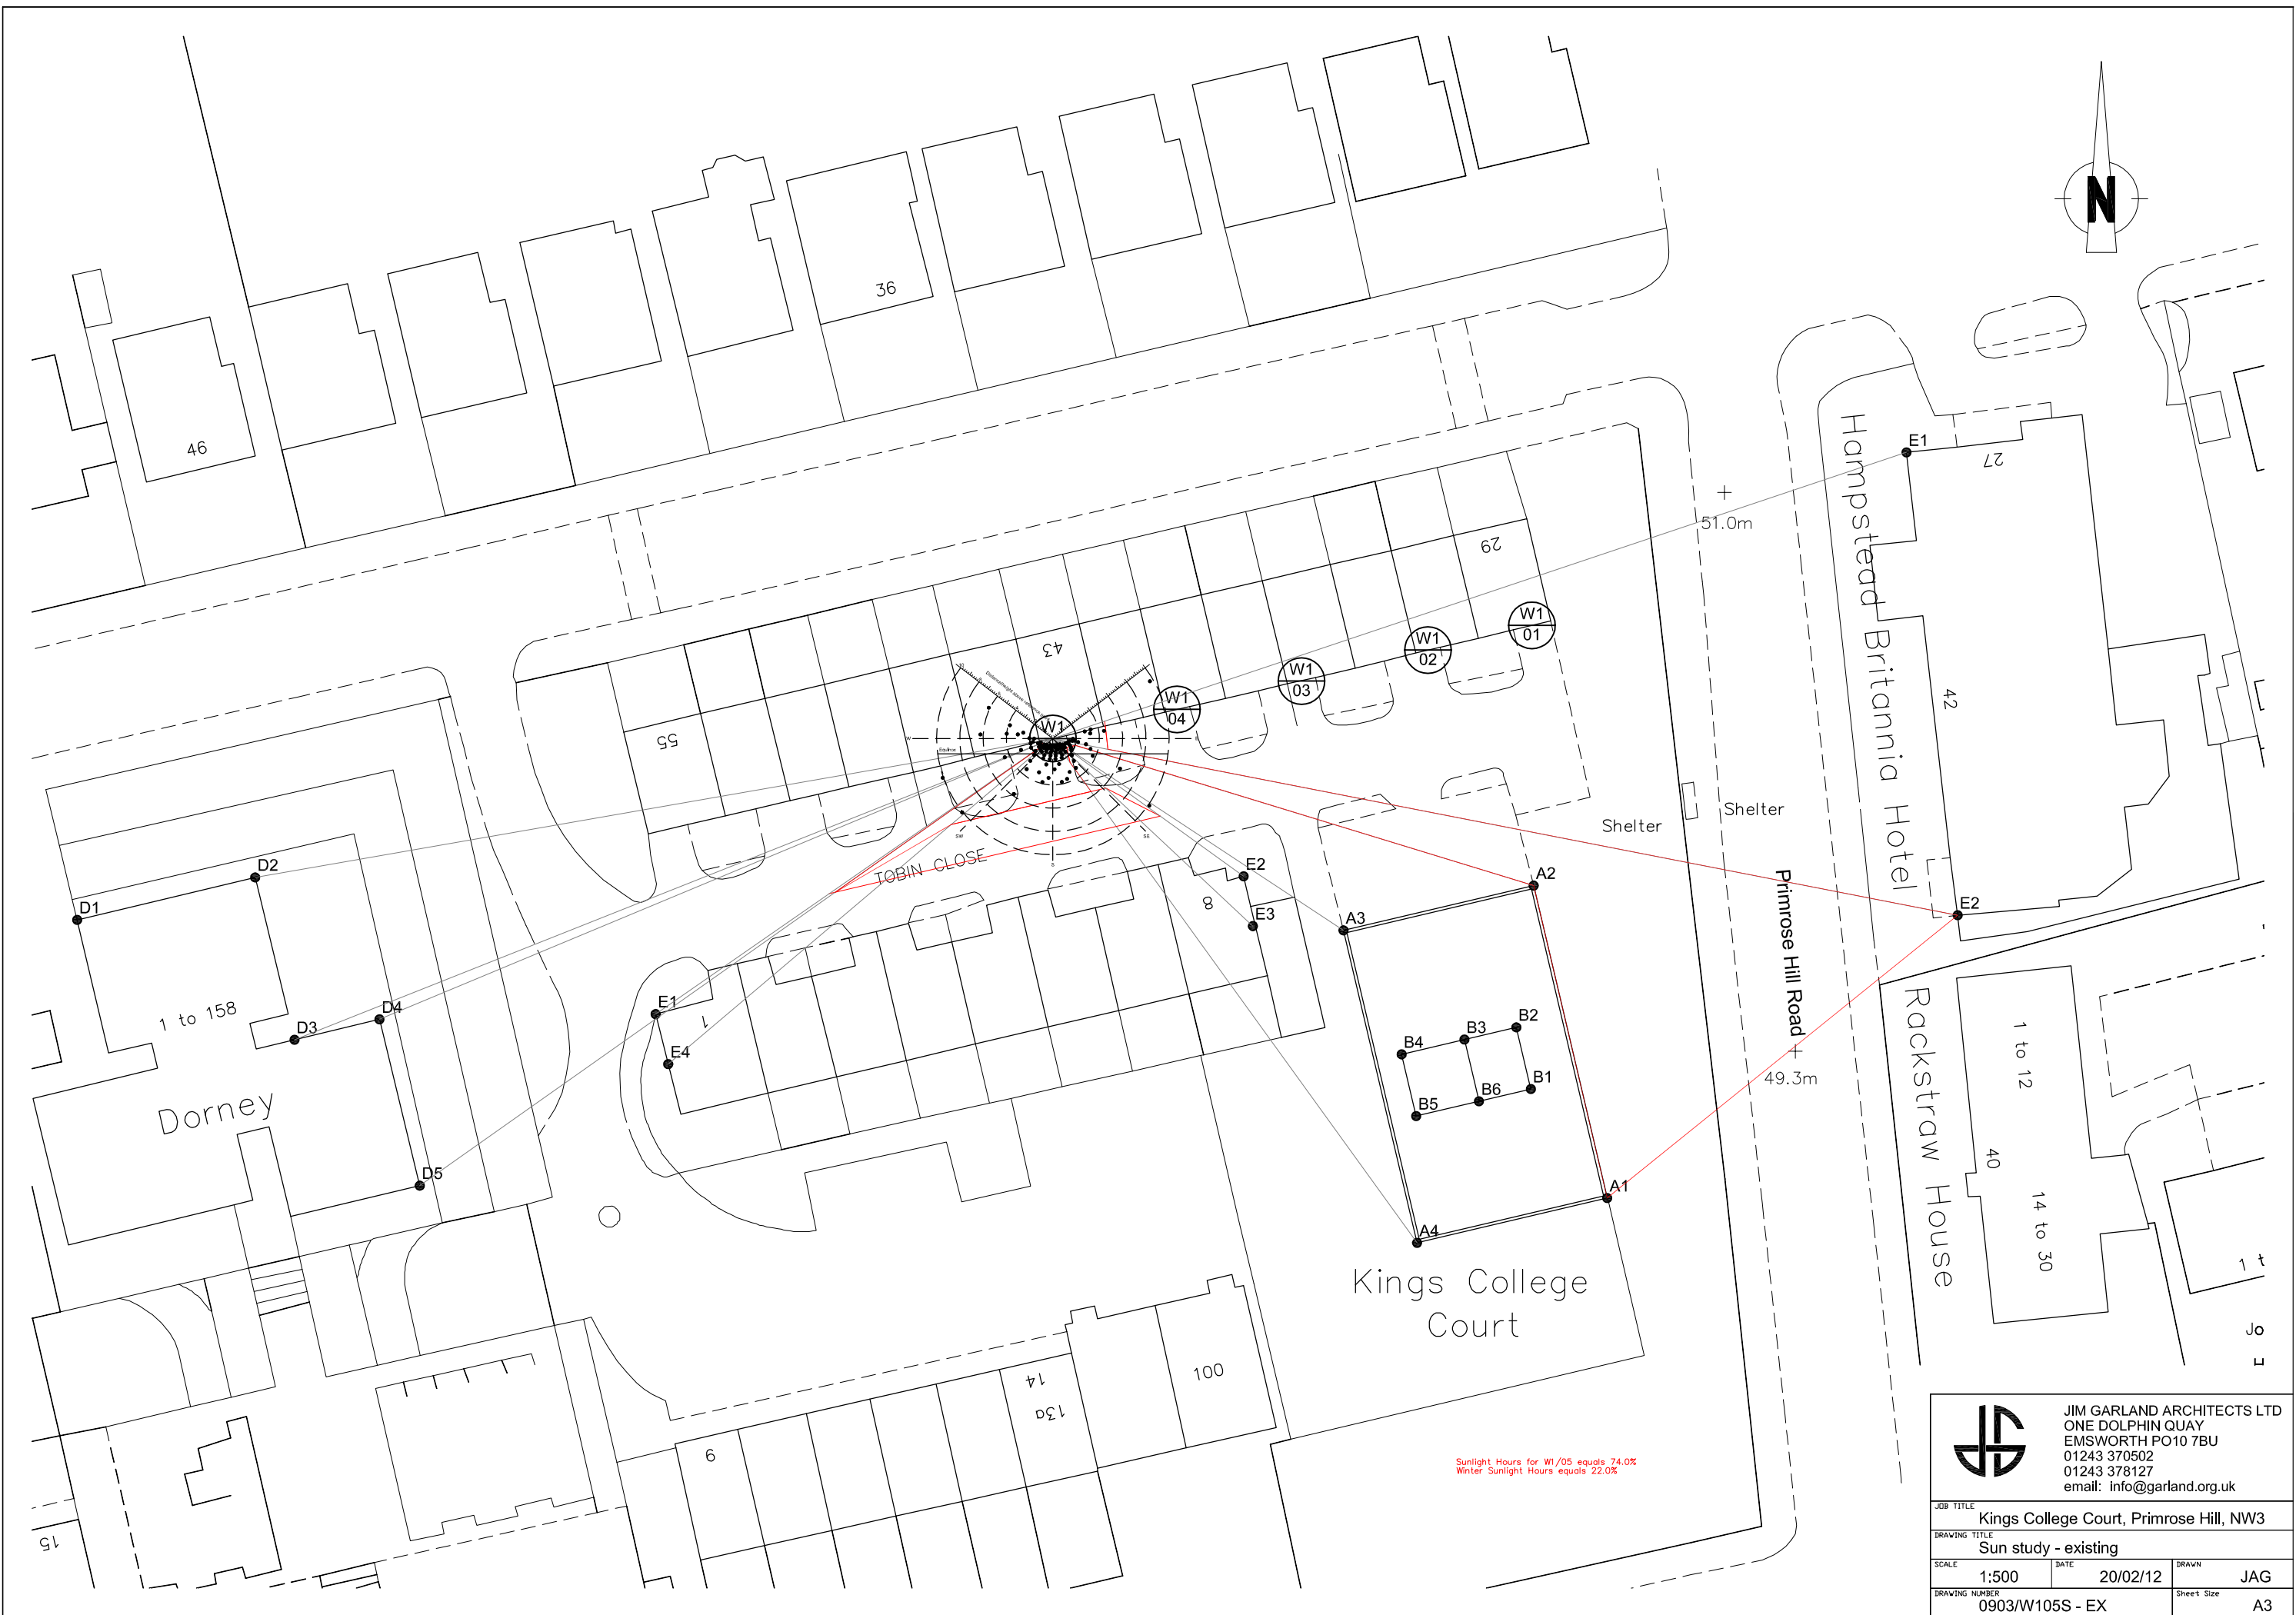 N
36
46
E1
27
51.0m
Hampstead Britannia Hotel
29
W1
01
W1
02
W1
03
W1
04
W1
43
42
55
Equinox
W
SW
S
SE
Shelter
Shelter
TOBIN CLOSE
D2
D1
E2
E3
8
A2
A3
E2
Primrose Hill Road
1 to 158
D3
D4
E1
1
E4
B2
B3
B4
B1
B6
B5
49.3m
Rackstraw House
1 to 12
40
14 to 30
Dorney
D5
A1
A4
Kings College
Court
1 t
Jo
14
13a
100
9
15
Sunlight Hours for W1/05 equals 74.0%
Winter Sunlight Hours equals 22.0%
JIM GARLAND ARCHITECTS LTD
ONE DOLPHIN QUAY
EMSWORTH PO10 7BU
01243 370502
01243 378127
email: info@garland.org.uk
JOB TITLE
Kings College Court, Primrose Hill, NW3
DRAWING TITLE
Sun study - existing
SCALE
1:500
DATE
20/02/12
DRAWN
JAG
DRAWING NUMBER
0903/W105S - EX
Sheet Size
A3